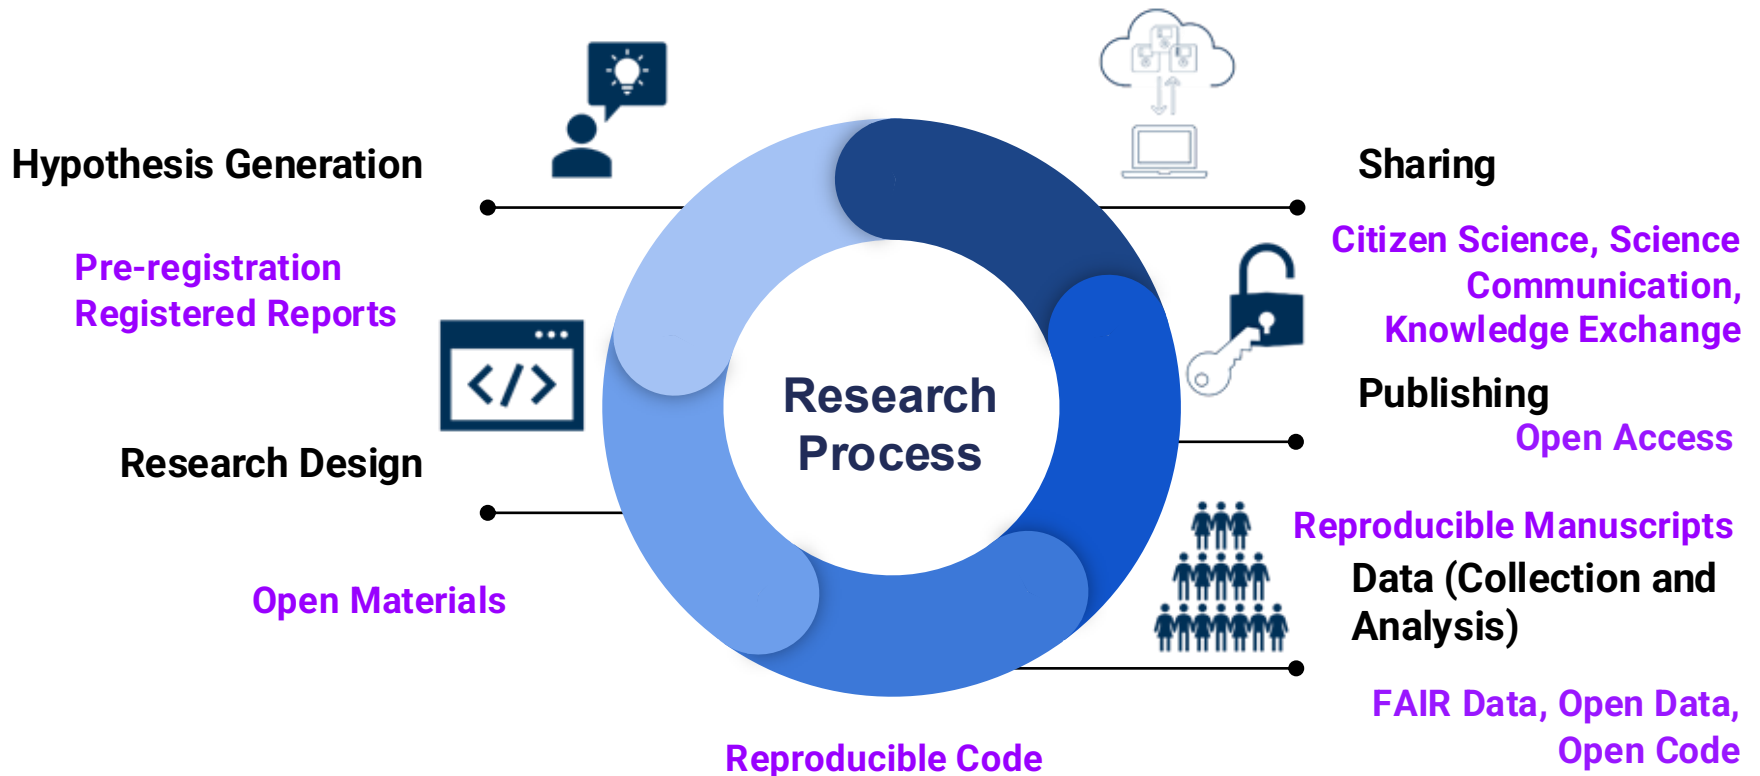 Hypothesis Generation
Pre-registration
Registered Reports
</>
Research Design
Open Materials
Research
Process
Reproducible Code
Sharing
Citizen Science, Science
Communication,
Knowledge Exchange
Publishing
Open Access
Reproducible Manuscripts
Data (Collection and
Analysis)
FAIR Data, Open Data,
Open Code